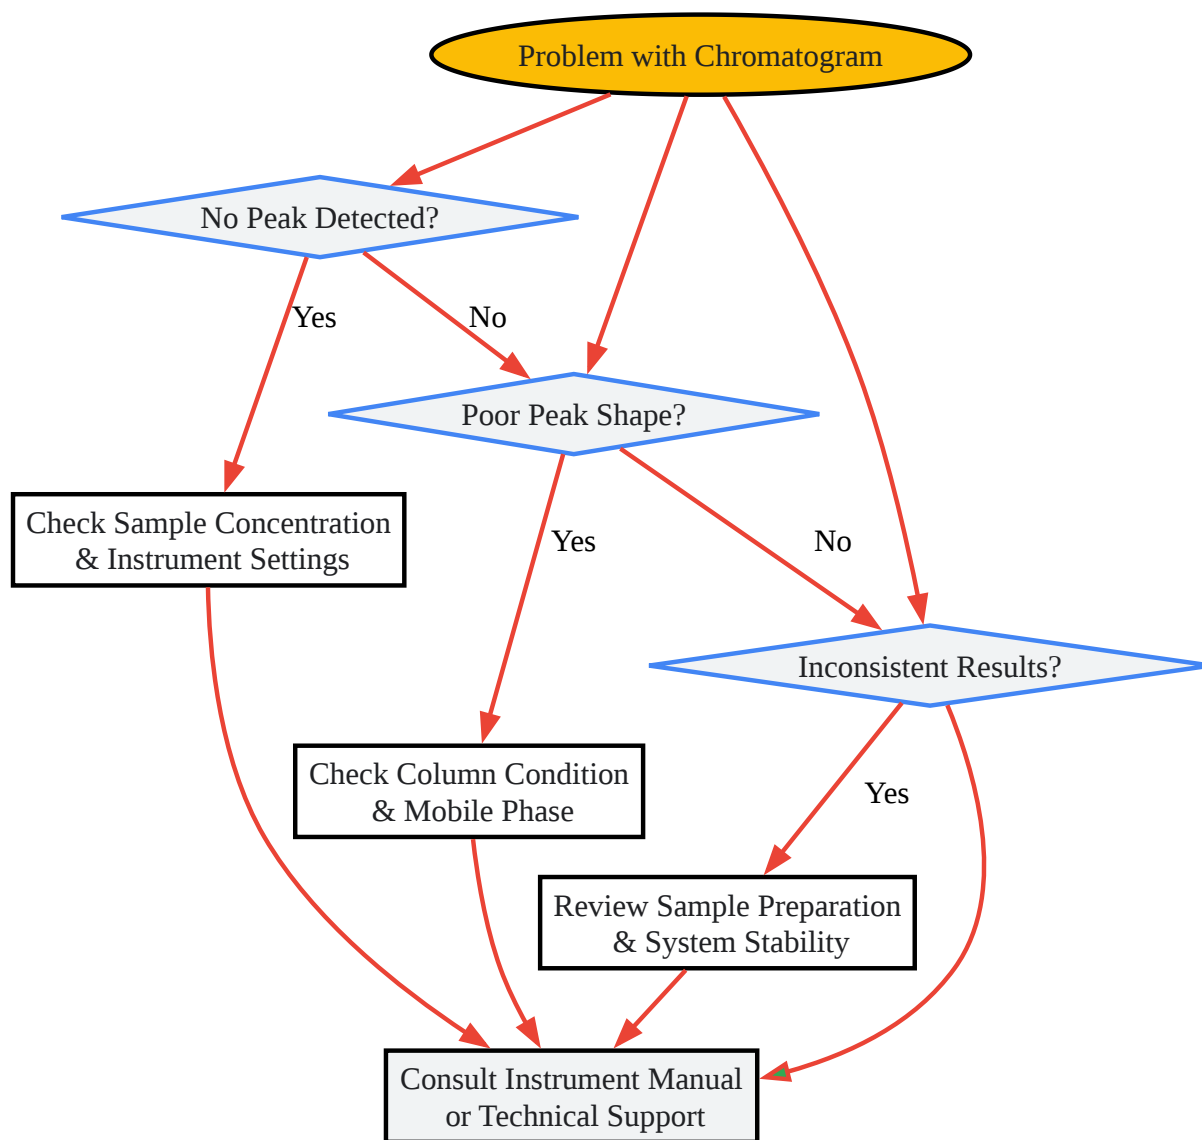 Problem with Chromatogram
No Peak Detected?
Yes
No
Poor Peak Shape?
Check Sample Concentration
& Instrument Settings
Yes
No
Inconsistent Results?
Check Column Condition
& Mobile Phase
Yes
Review Sample Preparation
& System Stability
Consult Instrument Manual
or Technical Support